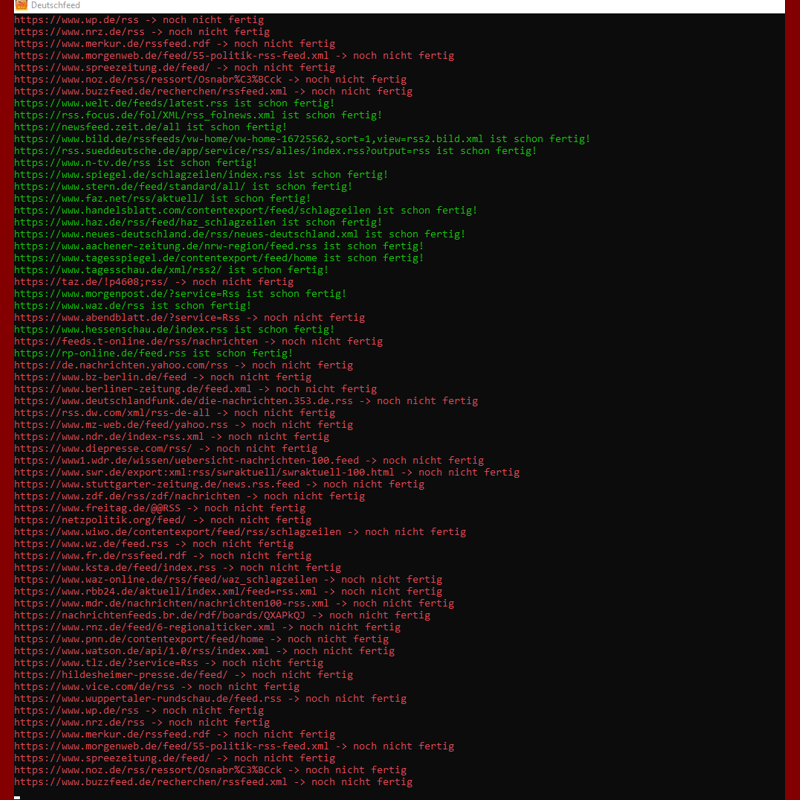 Deutschfeed
https://www.wp.de/rss -> noch nicht fertig
https://www.nrz.de/rss -> noch nicht fertig
https://www.merkur.de/rssfeed.rdf -> noch nicht fertig
https://www.morgenweb.de/feed/55-politik-rss-feed.xml -> noch nicht fertig
https://www.spreezeitung.de/feed/ -> noch nicht fertig
https://www.noz.de/rss/ressort/Osnabr%C3%BCck -> noch nicht fertig
https://www.buzzfeed.de/recherchen/rssfeed.xml -> noch nicht fertig
https://www.welt.de/feeds/latest.rss ist schon fertig!
https://rss.focus.de/fol/XML/rss_folnews.xml ist schon fertig!
https://newsfeed.zeit.de/all ist schon fertig!
https://www.bild.de/rssfeeds/vw-home/vw-home-16725562,sort=1,view=rss2.bild.xml ist schon fertig!
https://rss.sueddeutsche.de/app/service/rss/alles/index.rss?output=rss ist schon fertig!
https://www.n-tv.de/rss ist schon fertig!
https://www.spiegel.de/schlagzeilen/index.rss ist schon fertig!
https://www.stern.de/feed/standard/all/ ist schon fertig!
https://www.faz.net/rss/aktuell/ ist schon fertig!
https://www.handelsblatt.com/contentexport/feed/schlagzeilen ist schon fertig!
https://www.haz.de/rss/feed/haz_schlagzeilen ist schon fertig!
https://www.neues-deutschland.de/rss/neues-deutschland.xml ist schon fertig!
https://www.aachener-zeitung.de/nrw-region/feed.rss ist schon fertig!
https://www.tagesspiegel.de/contentexport/feed/home ist schon fertig!
https://www.tagesschau.de/xml/rss2/ ist schon fertig!
https://taz.de/!p4608;rss/ -> noch nicht fertig
https://www.morgenpost.de/?service=Rss ist schon fertig!
https://www.waz.de/rss ist schon fertig!
https://www.abendblatt.de/?service=Rss -> noch nicht fertig
https://www.hessenschau.de/index.rss ist schon fertig!
https://feeds.t-online.de/rss/nachrichten -> noch nicht fertig
https://rp-online.de/feed.rss ist schon fertig!
https://de.nachrichten.yahoo.com/rss -> noch nicht fertig
https://www.bz-berlin.de/feed -> noch nicht fertig
https://www.berliner-zeitung.de/feed.xml -> noch nicht fertig
https://www.deutschlandfunk.de/die-nachrichten.353.de.rss -> noch nicht fertig
https://rss.dw.com/xml/rss-de-all -> noch nicht fertig
https://www.mz-web.de/feed/yahoo.rss -> noch nicht fertig
https://www.ndr.de/index-rss.xml -> noch nicht fertig
https://www.diepresse.com/rss/ -> noch nicht fertig
https://www1.wdr.de/wissen/uebersicht-nachrichten-100.feed -> noch nicht fertig
https://www.swr.de/export:xml:rss/swraktuell/swraktuell-100.html -> noch nicht fertig
https://www.stuttgarter-zeitung.de/news.rss.feed -> noch nicht fertig
https://www.zdf.de/rss/zdf/nachrichten -> noch nicht fertig
https://www.freitag.de/@@RSS -> noch nicht fertig
https://netzpolitik.org/feed/ -> noch nicht fertig
https://www.wiwo.de/contentexport/feed/rss/schlagzeilen -> noch nicht fertig
https://www.wz.de/feed.rss -> noch nicht fertig
https://www.fr.de/rssfeed.rdf -> noch nicht fertig
https://www.ksta.de/feed/index.rss -> noch nicht fertig
https://www.waz-online.de/rss/feed/waz_schlagzeilen -> noch nicht fertig
https://www.rbb24.de/aktuell/index.xml/feed=rss.xml -> noch nicht fertig
https://www.mdr.de/nachrichten/nachrichten100-rss.xml -> noch nicht fertig
https://nachrichtenfeeds.br.de/rdf/boards/QXAPkQJ -> noch nicht fertig
https://www.rnz.de/feed/6-regionalticker.xml -> noch nicht fertig
https://www.pnn.de/contentexport/feed/home -> noch nicht fertig
https://www.watson.de/api/1.0/rss/index.xml -> noch nicht fertig
https://www.tlz.de/?service=Rss -> noch nicht fertig
https://hildesheimer-presse.de/feed/ -> noch nicht fertig
https://www.vice.com/de/rss -> noch nicht fertig
https://www.wuppertaler-rundschau.de/feed.rss -> noch nicht fertig
https://www.wp.de/rss -> noch nicht fertig
https://www.nrz.de/rss -> noch nicht fertig
https://www.merkur.de/rssfeed.rdf -> noch nicht fertig
https://www.morgenweb.de/feed/55-politik-rss-feed.xml -> noch nicht fertig
https://www.spreezeitung.de/feed/ -> noch nicht fertig
https://www.noz.de/rss/ressort/Osnabr%C3%BCck -> noch nicht fertig
https://www.buzzfeed.de/recherchen/rssfeed.xml -> noch nicht fertig